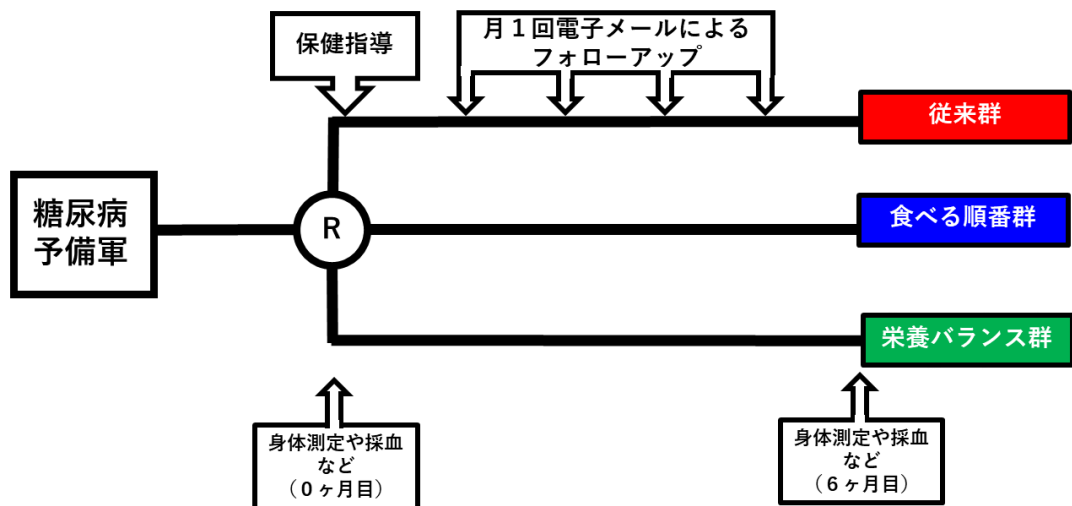 保健指導
月１回電子メールによる
フォローアップ
従来群
糖尿病
予備軍
R
食べる順番群
栄養バランス群
身体測定や採血
など
（０ヶ月目）
身体測定や採血
など
（６ヶ月目）